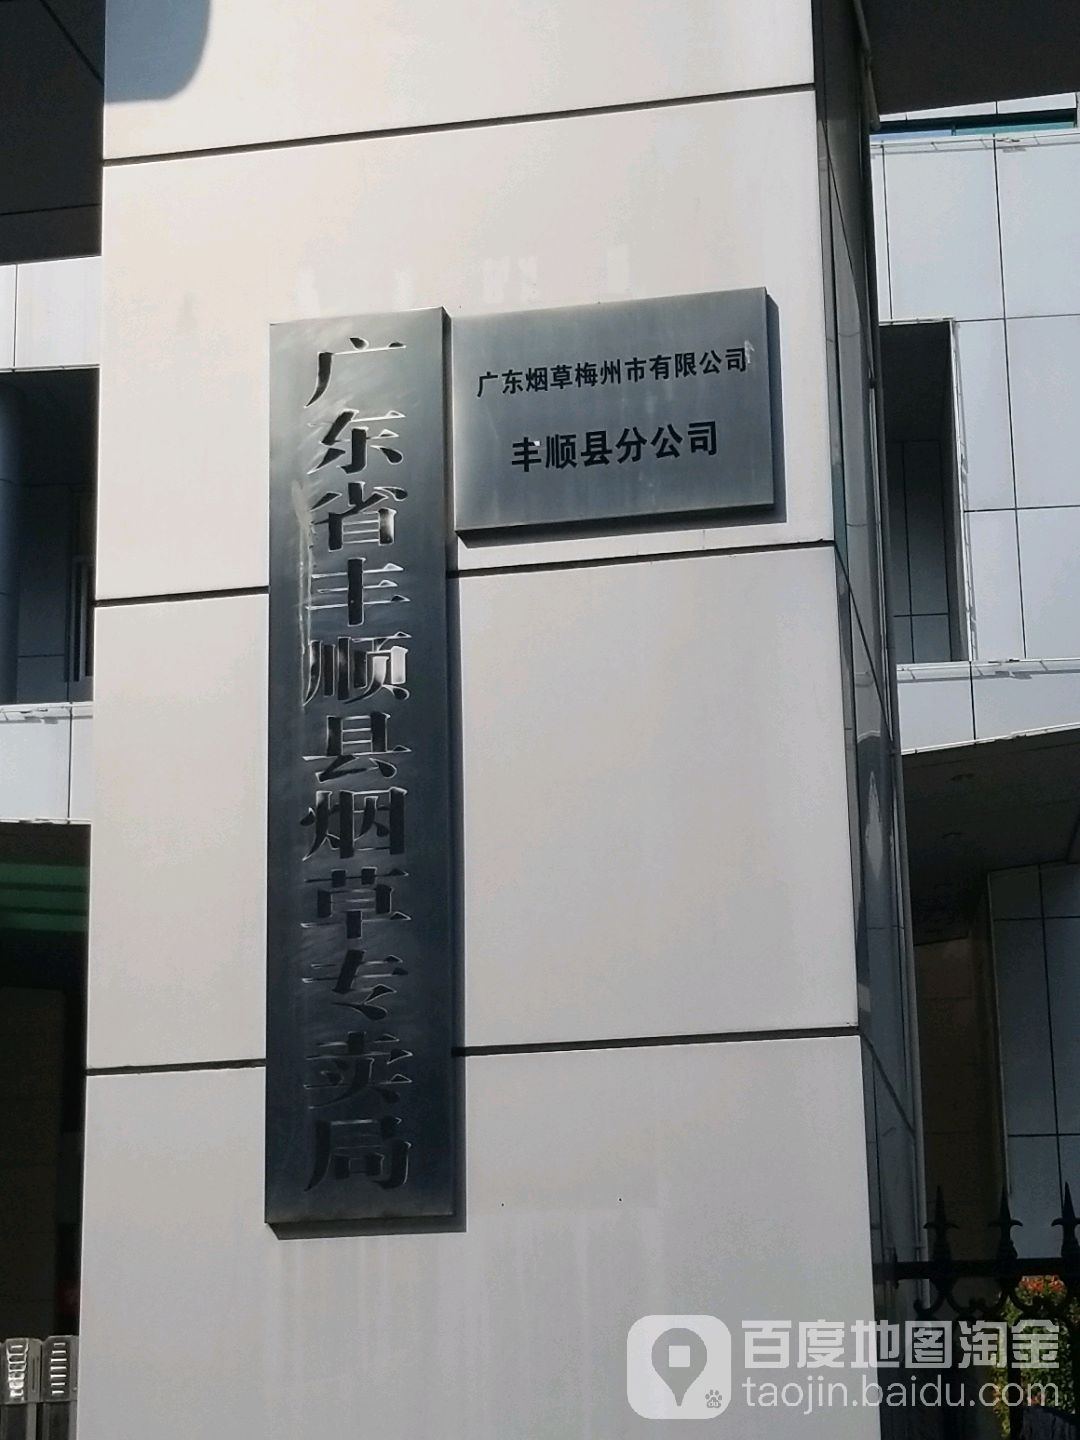 广东省丰顺县烟草专卖局
广东烟草梅州市有限公司
丰顺县分公司
百度地图淘金
taojin.baidu.com